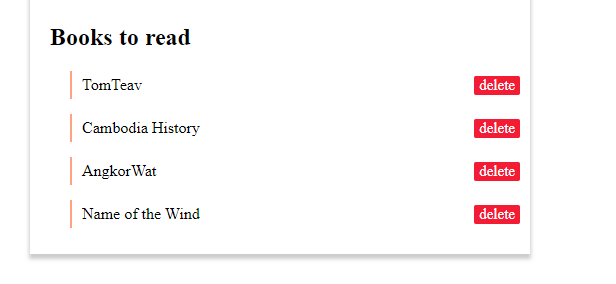 Books to read
TomTeav delete
Cambodia History delete
AngkorWat delete
Name of the Wind delete